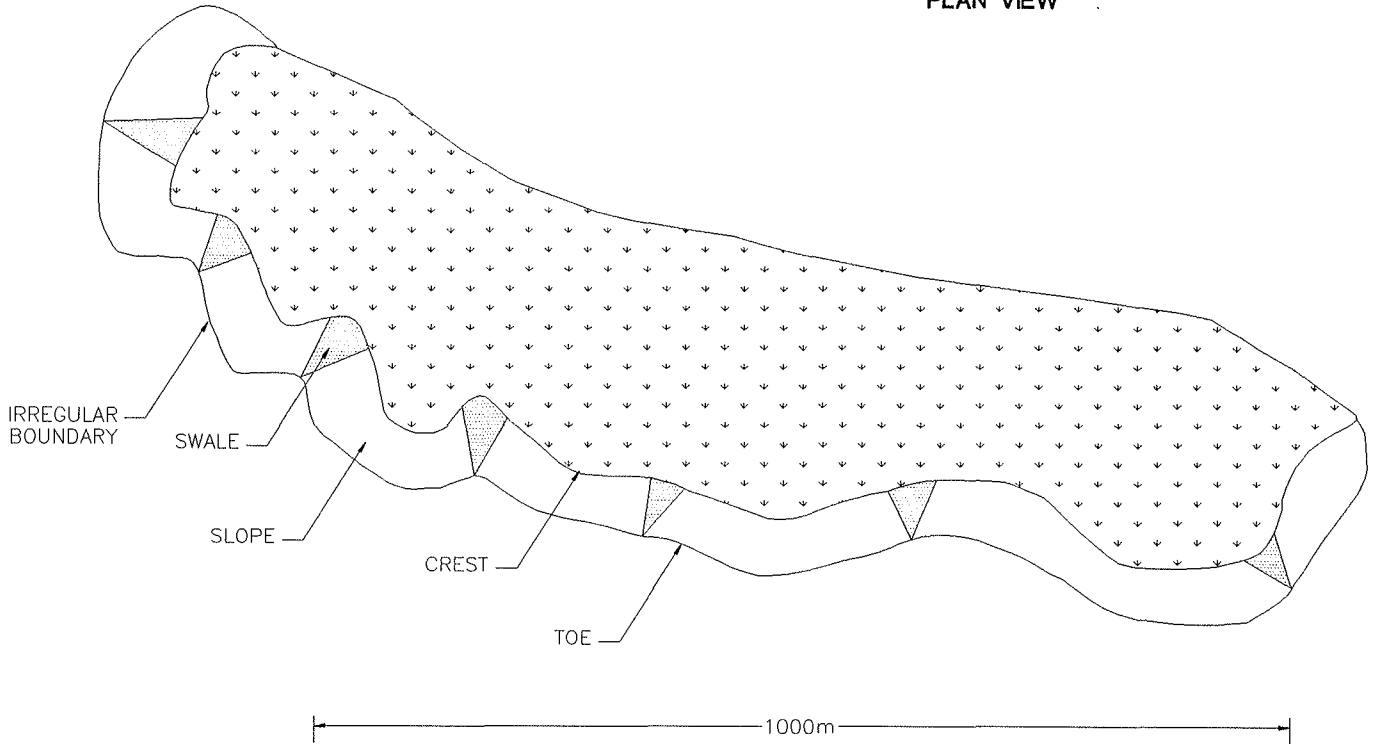 PLAN VIEW
IRREGULAR
BOUNDARY
SWALE
SLOPE
CREST
TOE
1000m